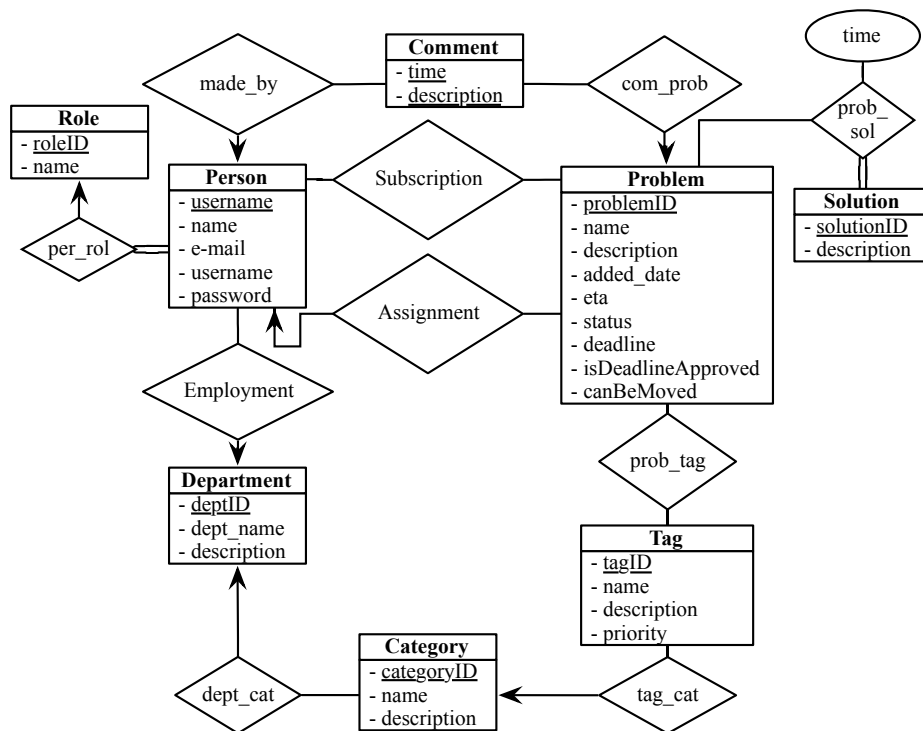 Comment
- time
- description
made_by
com_prob
time
prob_
sol
Role
- roleID
- name
Person
- username
- name
- e-mail
- username
- password
Subscription
Problem
- problemID
- name
- description
- added_date
- eta
- status
- deadline
- isDeadlineApproved
- canBeMoved
Solution
- solutionID
- description
per_rol
Assignment
Employment
prob_tag
Department
- deptID
- dept_name
- description
Tag
- tagID
- name
- description
- priority
Category
- categoryID
- name
- description
dept_cat
tag_cat